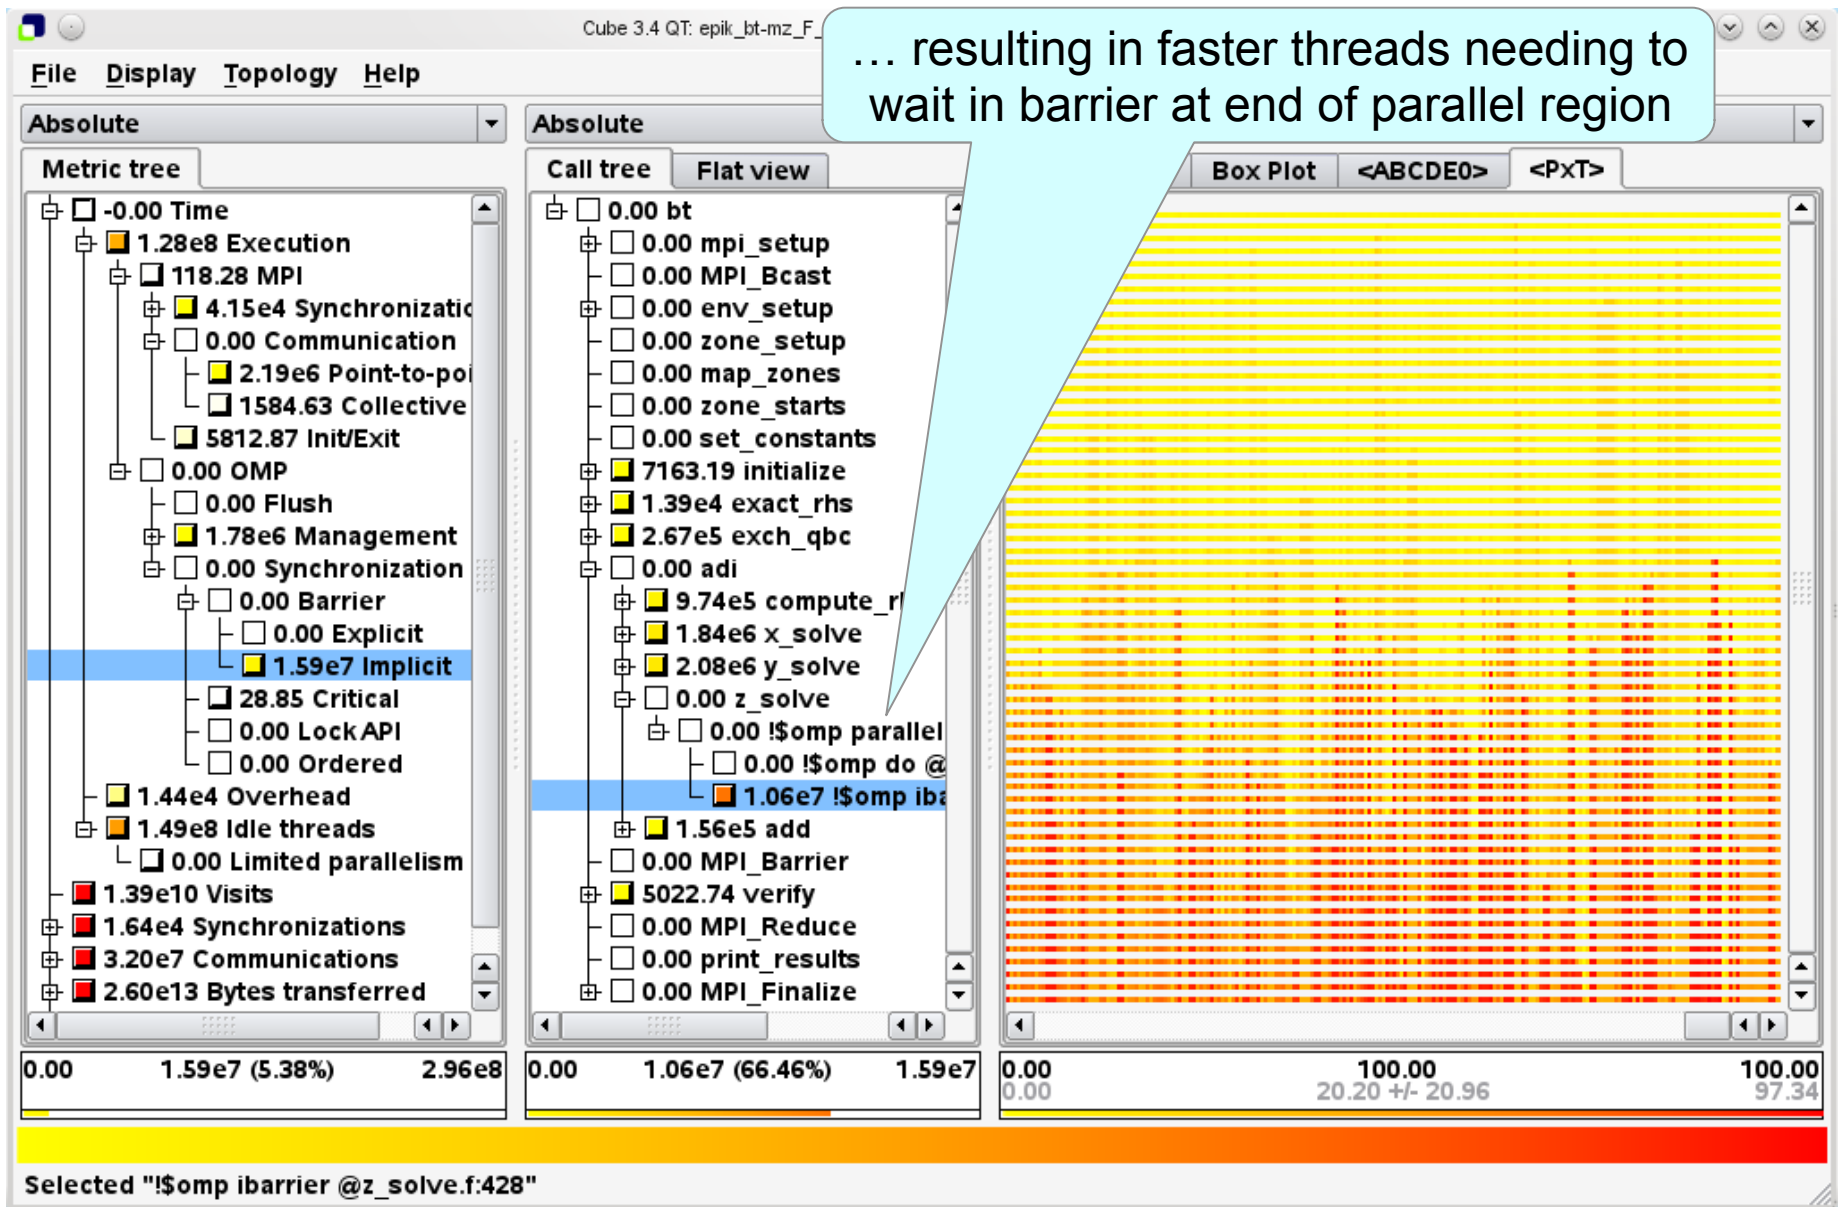 Cube 3.4 QT: epik_bt-mz_F_
… resulting in faster threads needing to
wait in barrier at end of parallel region
File Display Topology Help
Absolute
Absolute
Metric tree
Call tree
Flat view
Box Plot
<ABCDE0>
<PxT>
-0.00 Time
1.28e8 Execution
118.28 MPI
4.15e4 Synchronizatic
0.00 Communication
2.19e6 Point-to-poi
1584.63 Collective
5812.87 Init/Exit
0.00 OMP
0.00 Flush
1.78e6 Management
0.00 Synchronization
0.00 Barrier
0.00 Explicit
1.59e7 Implicit
28.85 Critical
0.00 Lock API
0.00 Ordered
1.44e4 Overhead
1.49e8 Idle threads
0.00 Limited parallelism
1.39e10 Visits
1.64e4 Synchronizations
3.20e7 Communications
2.60e13 Bytes transferred
0.00 bt
0.00 mpi_setup
0.00 MPI_Bcast
0.00 env_setup
0.00 zone_setup
0.00 map_zones
0.00 zone_starts
0.00 set_constants
7163.19 initialize
1.39e4 exact_rhs
2.67e5 exch_qbc
0.00 adi
9.74e5 compute_r
1.84e6 x_solve
2.08e6 y_solve
0.00 z_solve
0.00 !$omp parallel
0.00 !$omp do @
1.06e7 !$omp iba
1.56e5 add
0.00 MPI_Barrier
5022.74 verify
0.00 MPI_Reduce
0.00 print_results
0.00 MPI_Finalize
0.00 1.59e7 (5.38%) 2.96e8
0.00 1.06e7 (66.46%) 1.59e7
0.00 100.00 100.00
0.00 20.20 +/- 20.96 97.34
Selected "!$omp ibarrier @z_solve.f:428"